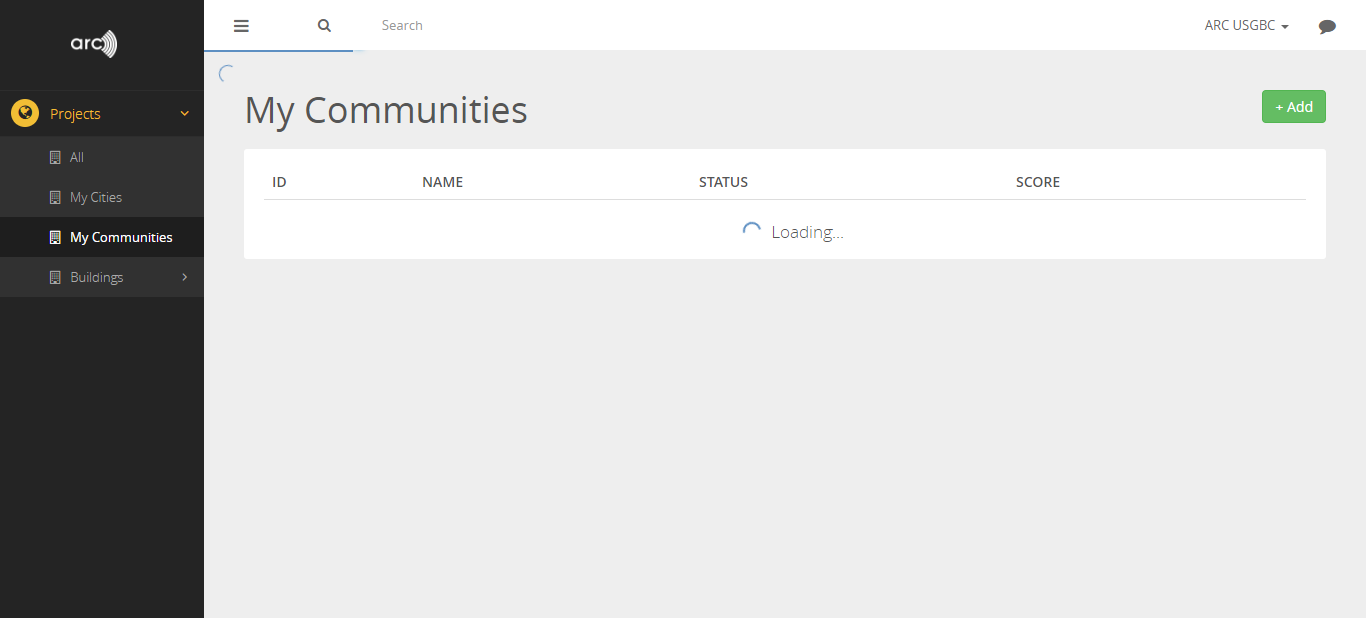 arc
Search
ARC USGBC
Projects
All
My Cities
My Communities
Buildings
My Communities
+ Add
ID NAME STATUS SCORE
Loading...